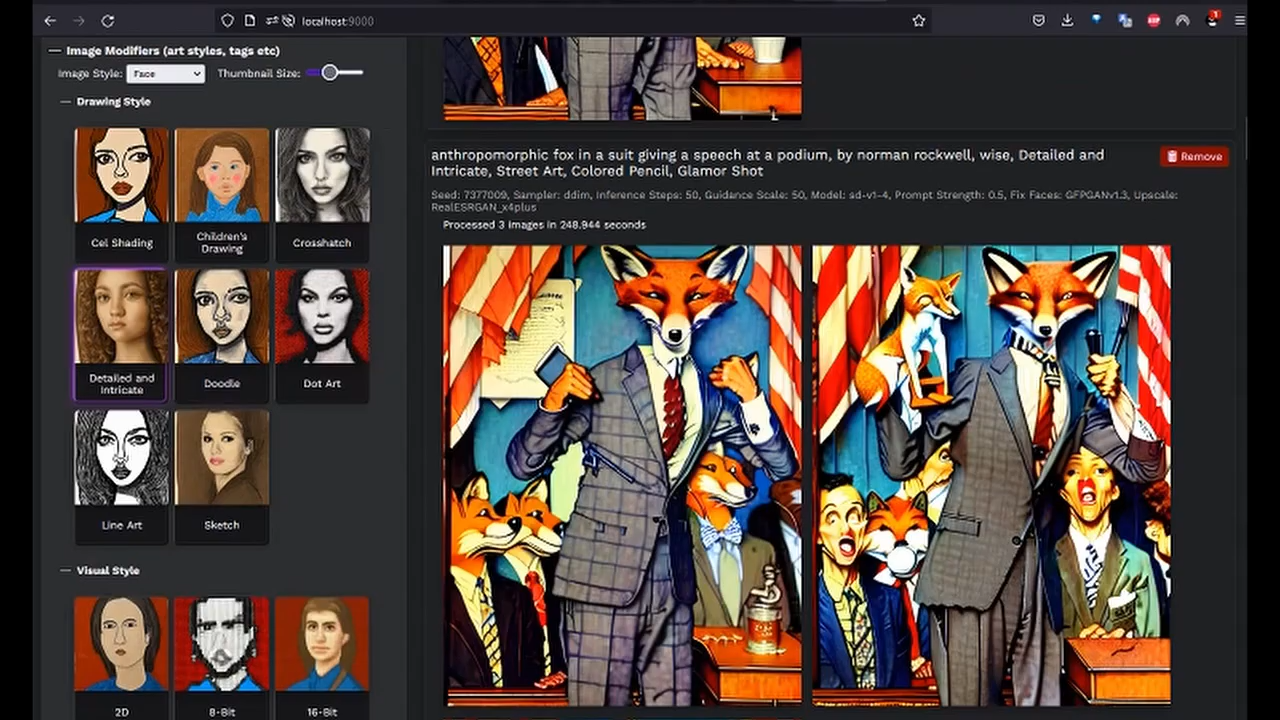 localhost:9000
1
Image Modifiers (art styles, tags etc)
Image Style: Face
Thumbnail Size:
Drawing Style
Cel Shading
Children's
Drawing
Crosshatch
Detailed and
Intricate
Doodle
Dot Art
Line Art
Sketch
Visual Style
2D
8-Bit
16-Bit
anthropomorphic fox in a suit giving a speech at a podium, by norman rockwell, wise, Detailed and
Intricate, Street Art, Colored Pencil, Glamor Shot
Remove
Seed: 7377009, Sampler: ddim, Inference Steps: 50, Guidance Scale: 50, Model: sd-v1-4, Prompt Strength: 0.5, Fix Faces: GFPGANv1.3, Upscale:
RealESRGAN_x4plus
Processed 3 images in 248.944 seconds